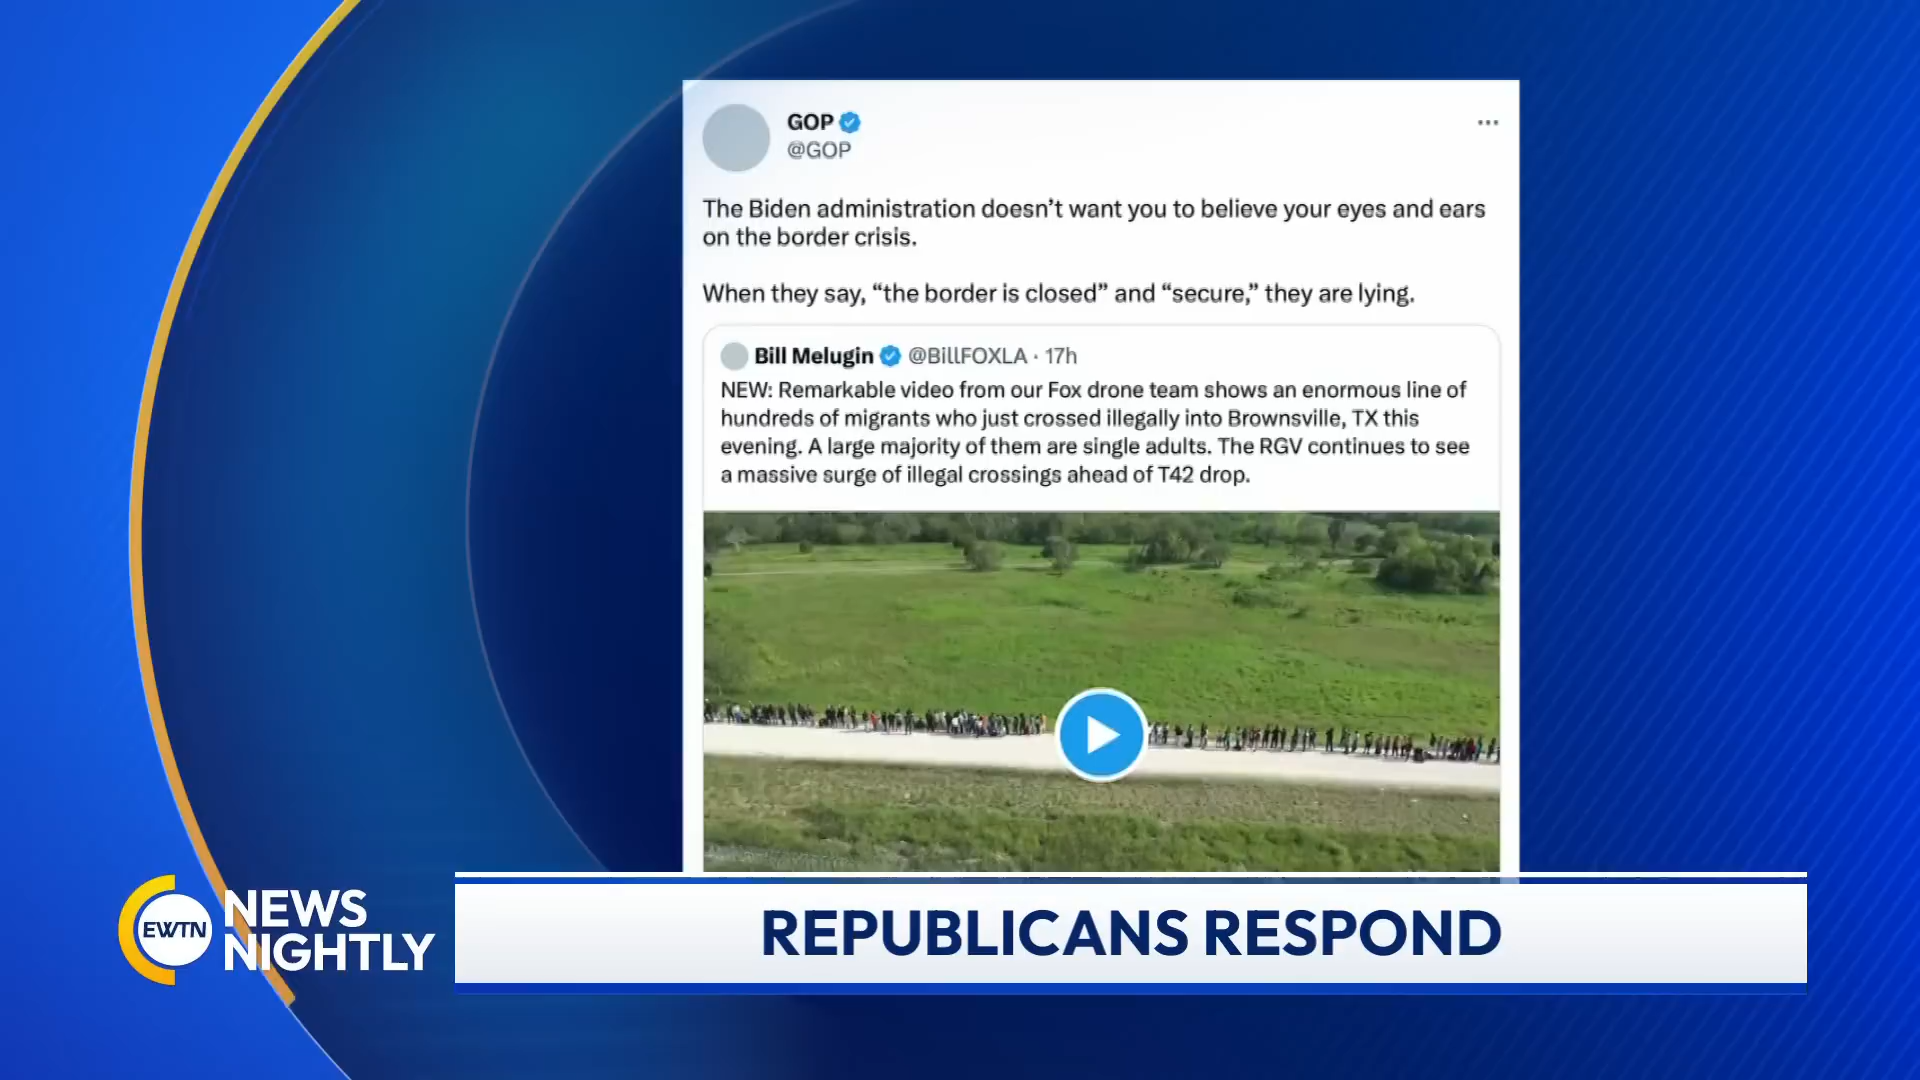 GOP
@GOP
The Biden administration doesn’t want you to believe your eyes and ears
on the border crisis.
When they say, “the border is closed” and “secure,” they are lying.
Bill Melugin @BillFOXLA · 17h
NEW: Remarkable video from our Fox drone team shows an enormous line of
hundreds of migrants who just crossed illegally into Brownsville, TX this
evening. A large majority of them are single adults. The RGV continues to see
a massive surge of illegal crossings ahead of T42 drop.
EWTN
NEWS
NIGHTLY
REPUBLICANS RESPOND